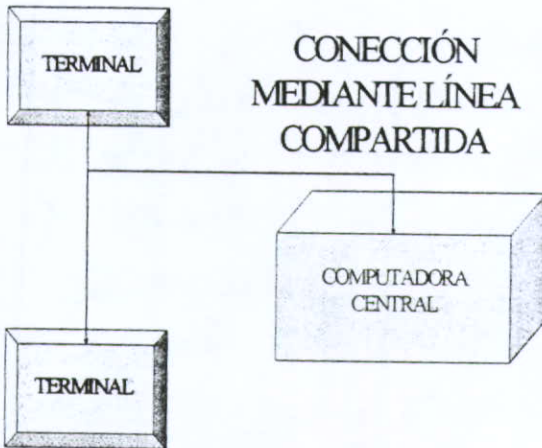 TERMINAL
CONECCIÓN
MEDIANTE LÍNEA
COMPARTIDA
COMPUTADORA
CENTRAL
TERMINAL